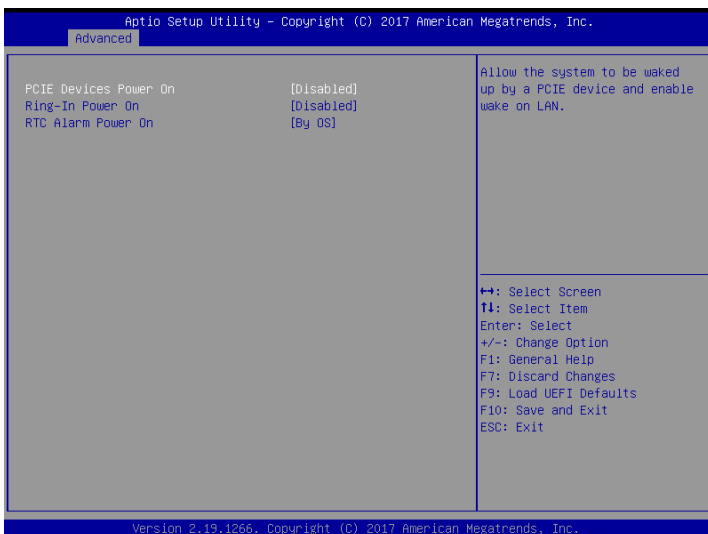 Aptio Setup Utility – Copyright (C) 2017 American Megatrends, Inc.
Advanced
PCIE Devices Power On [Disabled]
Ring-In Power On [Disabled]
RTC Alarm Power On [By OS]
Allow the system to be waked
up by a PCIE device and enable
wake on LAN.
↔: Select Screen
↑↓: Select Item
Enter: Select
+/-: Change Option
F1: General Help
F7: Discard Changes
F9: Load UEFI Defaults
F10: Save and Exit
ESC: Exit
Version 2.19.1266. Copyright (C) 2017 American Megatrends, Inc.